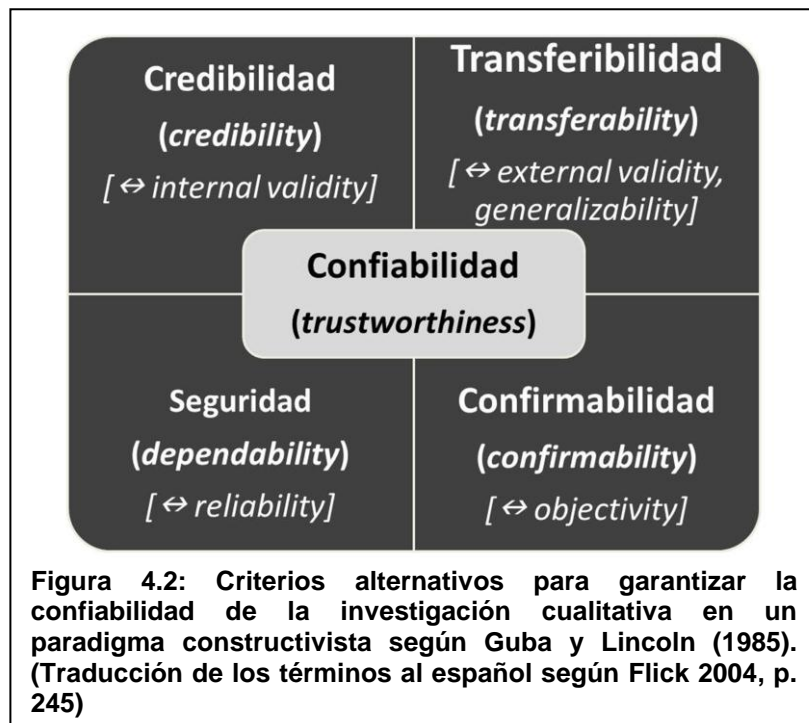 Credibilidad
(credibility)
[↔ internal validity]
Transferibilidad
(transferability)
[↔ external validity,
generalizability]
Confiabilidad
(trustworthiness)
Seguridad
(dependability)
[↔ reliability]
Confirmabilidad
(confirmability)
[↔ objectivity]
Figura 4.2: Criterios alternativos para garantizar la
confiabilidad de la investigación cualitativa en un
paradigma constructivista según Guba y Lincoln (1985).
(Traducción de los términos al español según Flick 2004, p.
245)